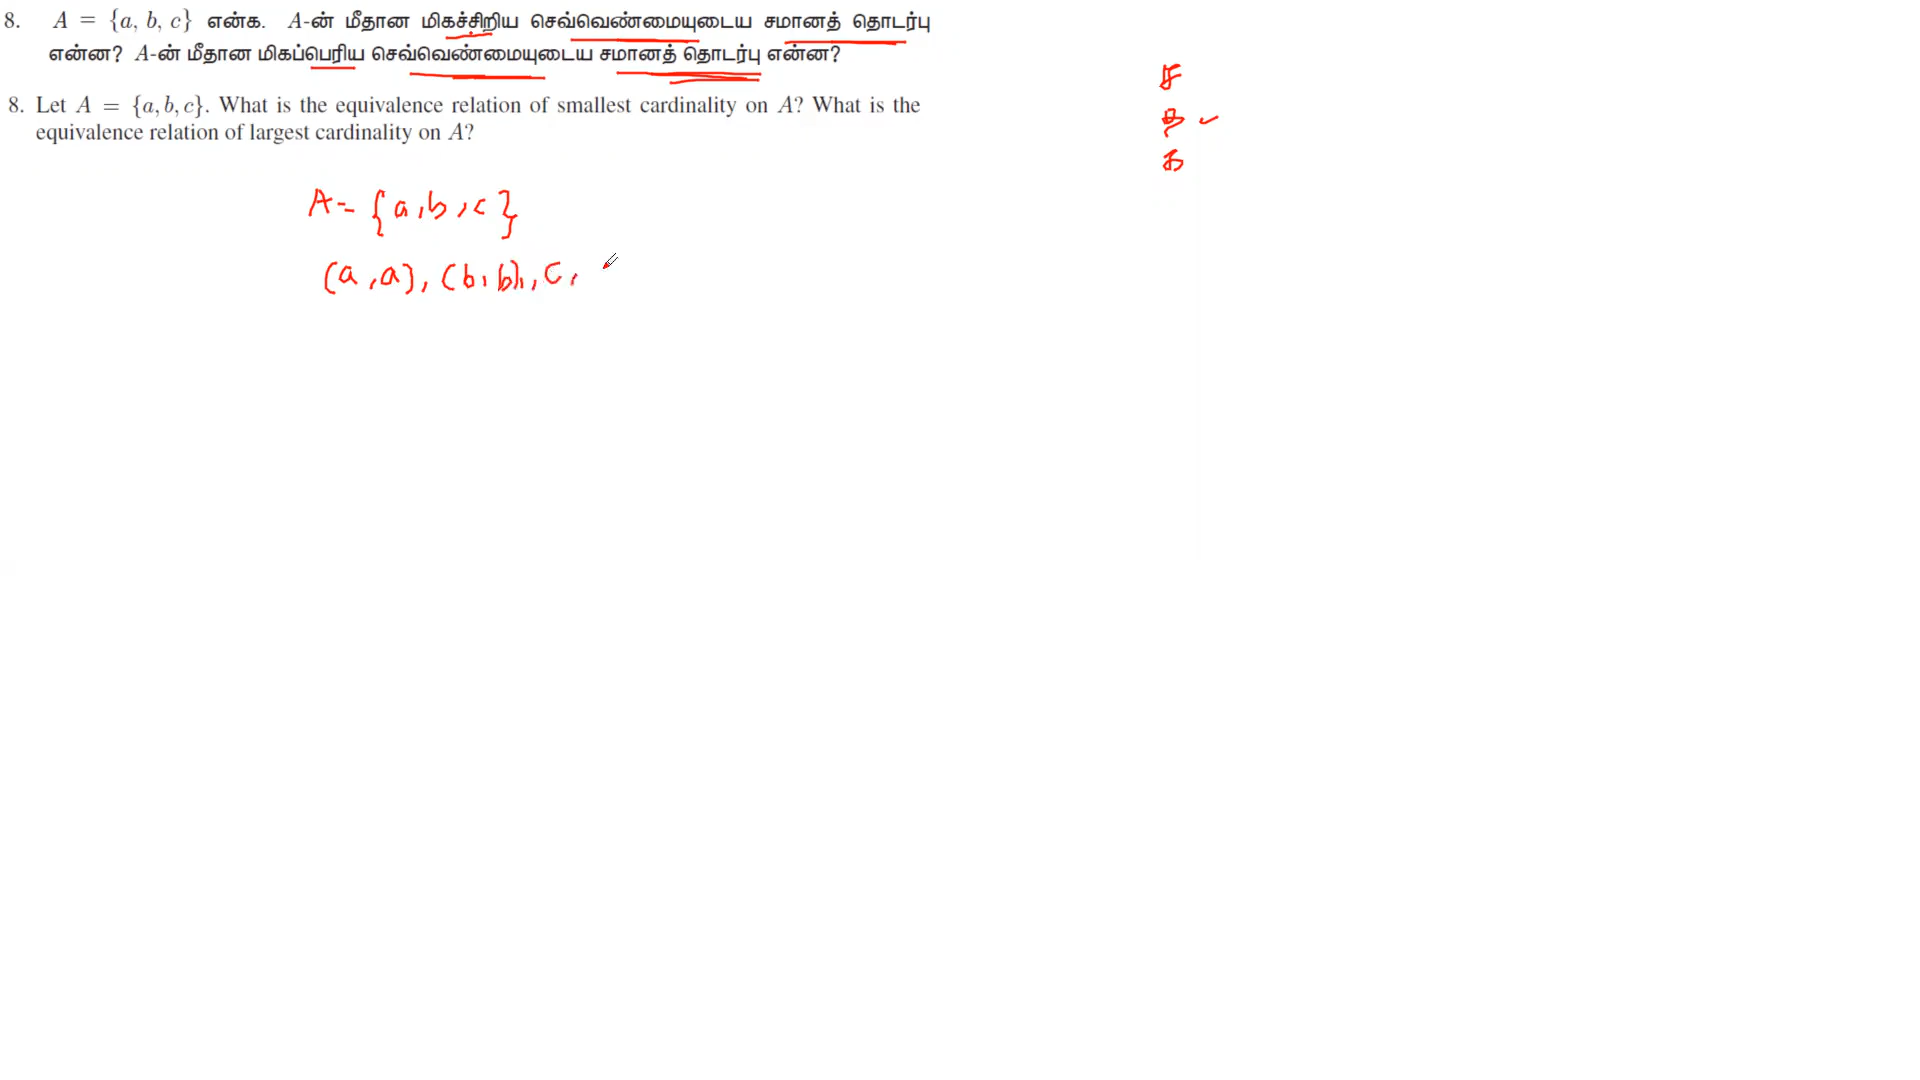 8. A = {a, b, c} என்க. A-ன் மீதான மிகச்சிறிய செவ்வெண்மையுடைய சமானத் தொடர்பு
என்ன? A-ன் மீதான மிகப்பெரிய செவ்வெண்மையுடைய சமானத் தொடர்பு என்ன?
8. Let A = {a, b, c}. What is the equivalence relation of smallest cardinality on A? What is the
equivalence relation of largest cardinality on A?
A = {a, b, c}
(a, a), (b, b), c,